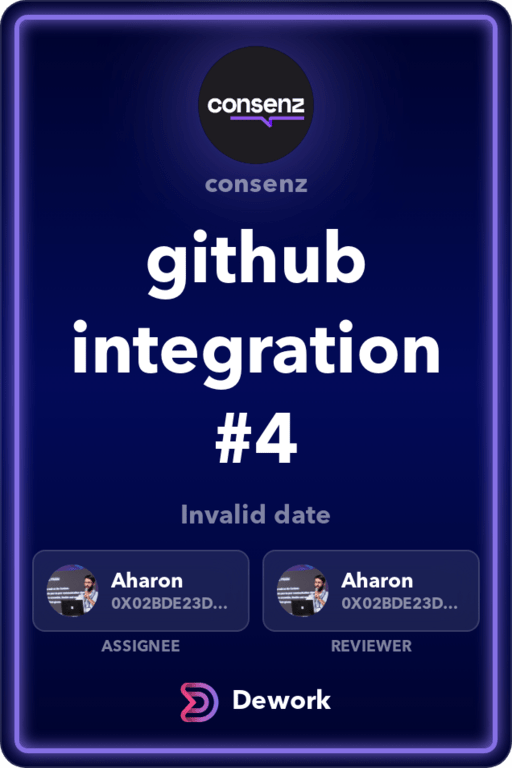 consenz
consenz
github
integration
#4
Invalid date
Aharon
0X02BDE23D...
Aharon
0X02BDE23D...
ASSIGNEE
REVIEWER
Dework